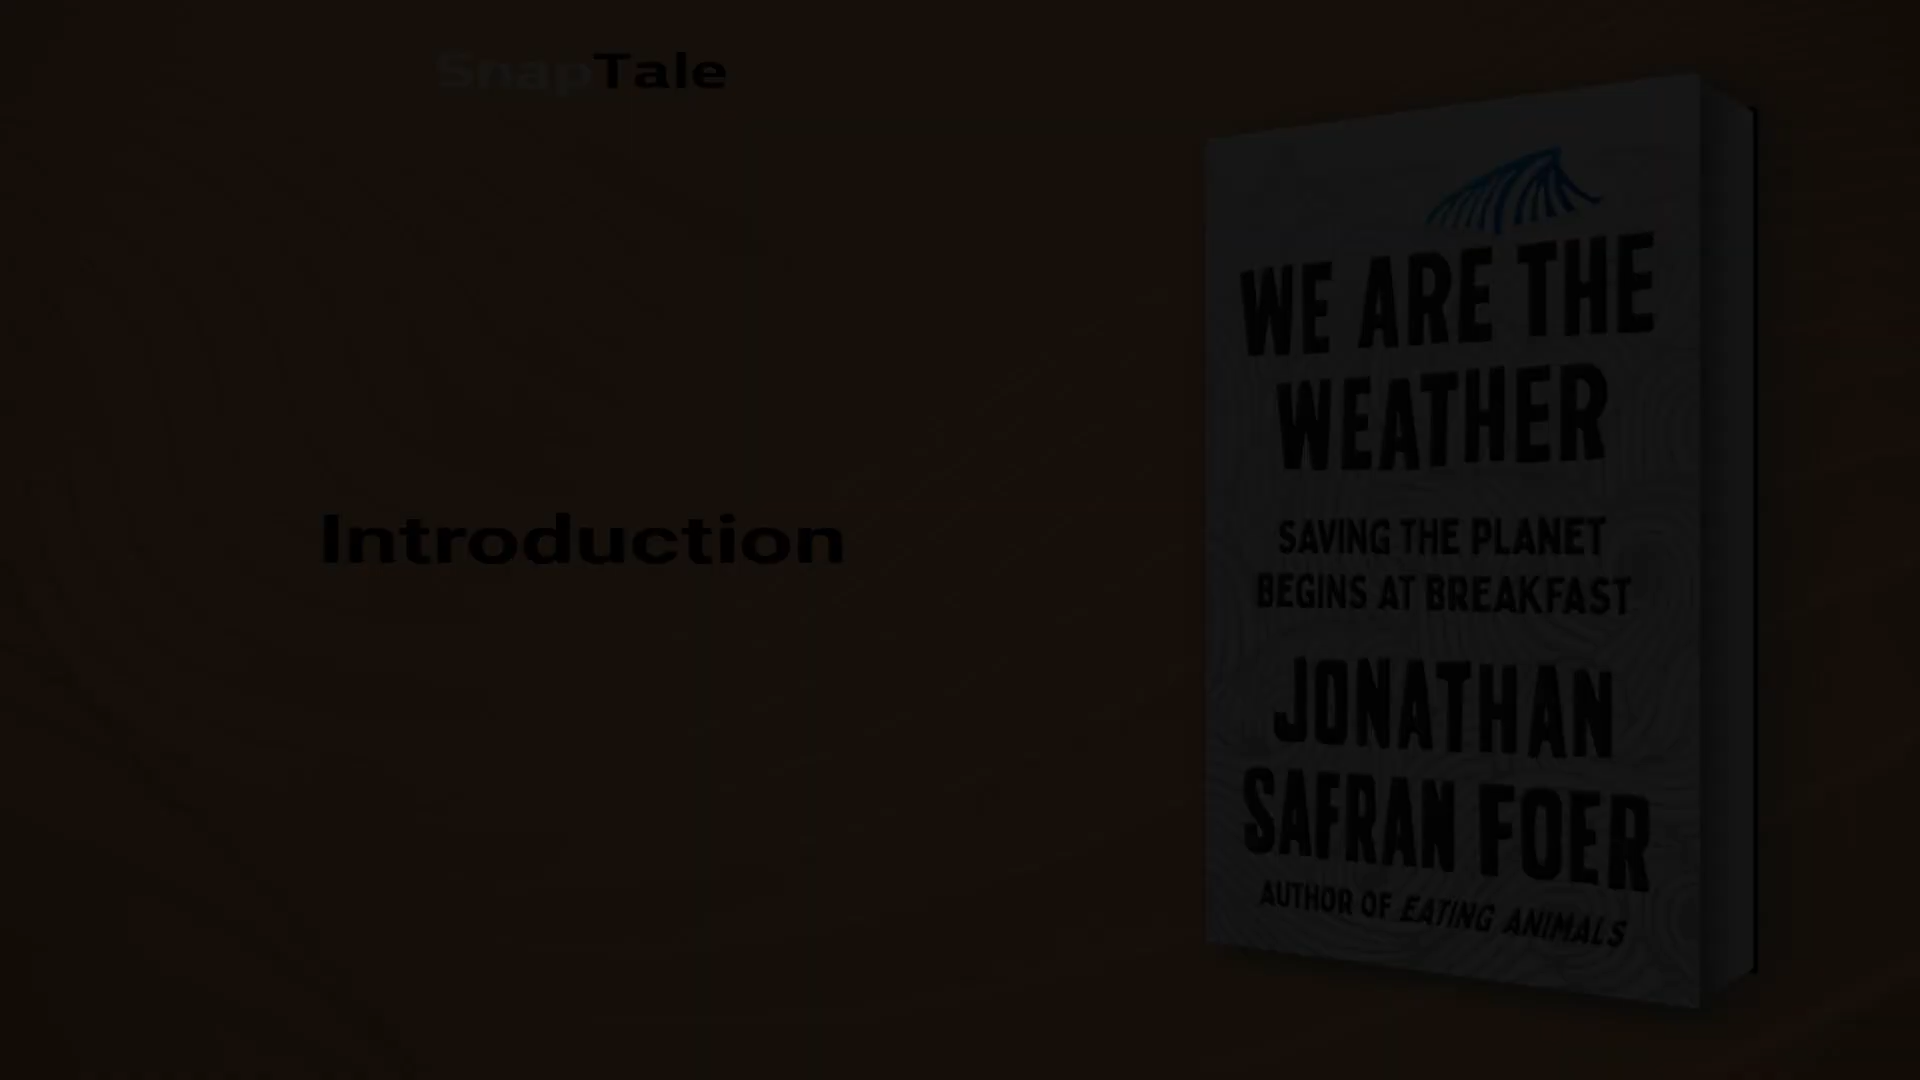 SnapTale
Introduction
WE ARE THE
WEATHER
SAVING THE PLANET
BEGINS AT BREAKFAST
JONATHAN
SAFRAN FOER
AUTHOR OF EATING ANIMALS